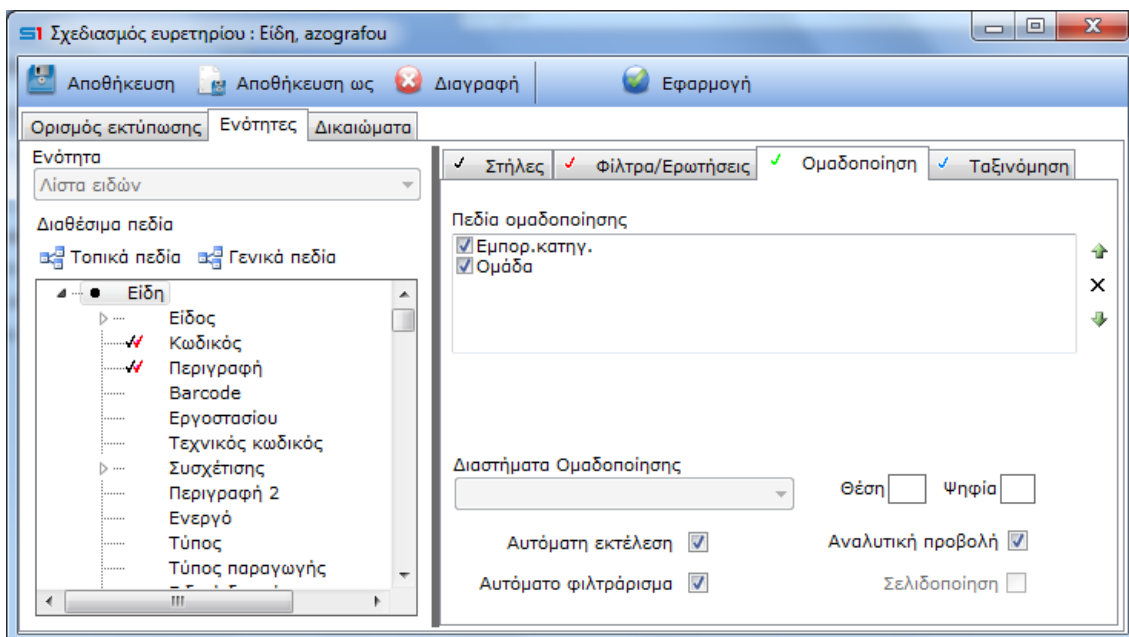 S1 Σχεδιασμός ευρετηρίου : Είδη, azografou
Αποθήκευση Αποθήκευση ως Διαγραφή Εφαρμογή
Ορισμός εκτύπωσης Ενότητες Δικαιώματα
Ενότητα
Λίστα ειδών
Διαθέσιμα πεδία
Τοπικά πεδία Γενικά πεδία
Είδη
Είδος
Κωδικός
Περιγραφή
Barcode
Εργοστασίου
Τεχνικός κωδικός
Συσχέτισης
Περιγραφή 2
Ενεργό
Τύπος
Τύπος παραγωγής
Στήλες Φίλτρα/Ερωτήσεις Ομαδοποίηση Ταξινόμηση
Πεδία ομαδοποίησης
Εμπορ.κατηγ.
Ομάδα
Διαστήματα Ομαδοποίησης
Θέση Ψηφία
Αυτόματη εκτέλεση Αναλυτική προβολή
Αυτόματο φιλτράρισμα Σελιδοποίηση